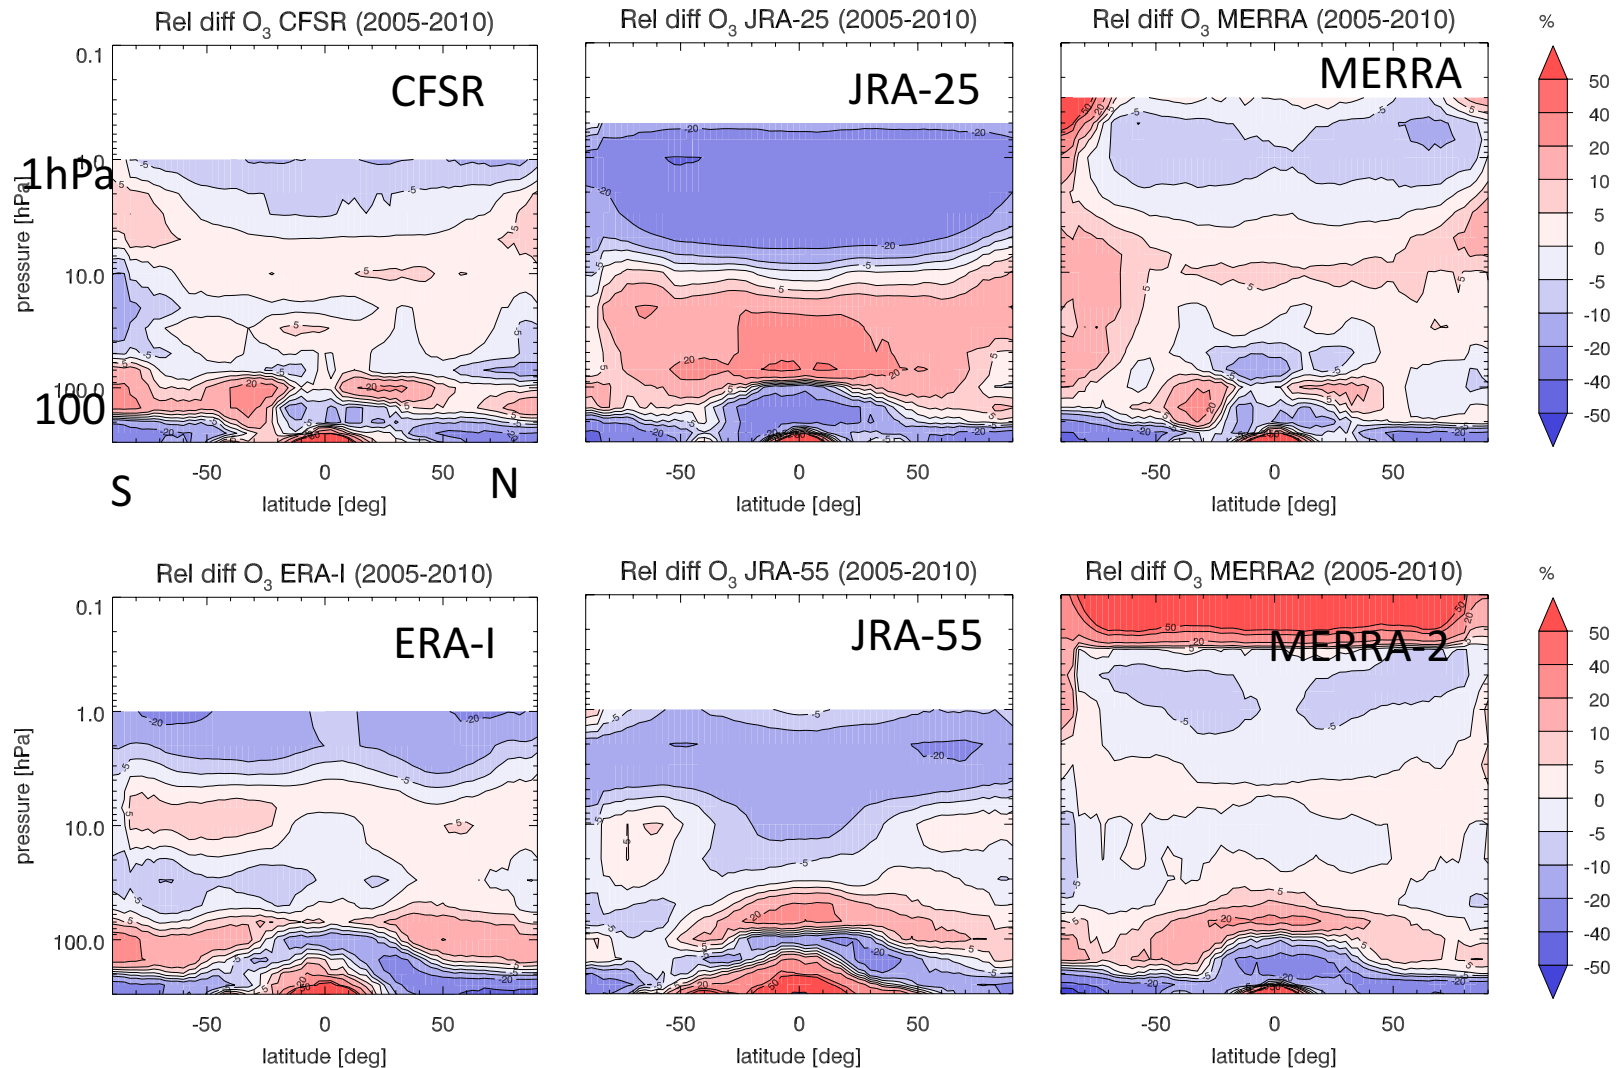 Rel diff O3 CFSR (2005-2010)
Rel diff O3 JRA-25 (2005-2010)
Rel diff O3 MERRA (2005-2010)
%
CFSR
JRA-25
MERRA
0.1
1hPa
10.0
100.0
100
pressure [hPa]
50
40
20
10
5
0
-5
-10
-20
-40
-50
-50 0 50
-50 0 50
-50 0 50
S
N
latitude [deg]
latitude [deg]
latitude [deg]
Rel diff O3 ERA-I (2005-2010)
Rel diff O3 JRA-55 (2005-2010)
Rel diff O3 MERRA2 (2005-2010)
%
ERA-I
JRA-55
MERRA-2
0.1
1.0
10.0
100.0
pressure [hPa]
50
40
20
10
5
0
-5
-10
-20
-40
-50
-50 0 50
-50 0 50
-50 0 50
latitude [deg]
latitude [deg]
latitude [deg]